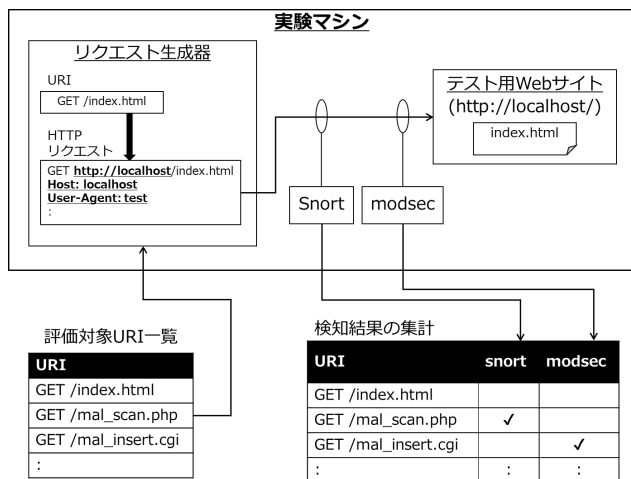 実験マシン
リクエスト生成器
URI
GET /index.html
HTTP
リクエスト
GET http://localhost/index.html
Host: localhost
User-Agent: test
:
テスト用Webサイト
(http://localhost/)
index.html
Snort
modsec
評価対象URI一覧
URI
GET /index.html
GET /mal_scan.php
GET /mal_insert.cgi
:
検知結果の集計
URI snort modsec
GET /index.html
GET /mal_scan.php ✓
GET /mal_insert.cgi ✓
: : :